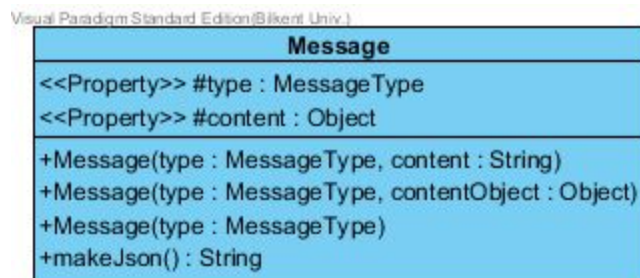 Visual Paradigm Standard Edition(Bilkent Univ.)
Message
<<Property>> #type : MessageType
<<Property>> #content : Object
+Message(type : MessageType, content : String)
+Message(type : MessageType, contentObject : Object)
+Message(type : MessageType)
+makeJson() : String